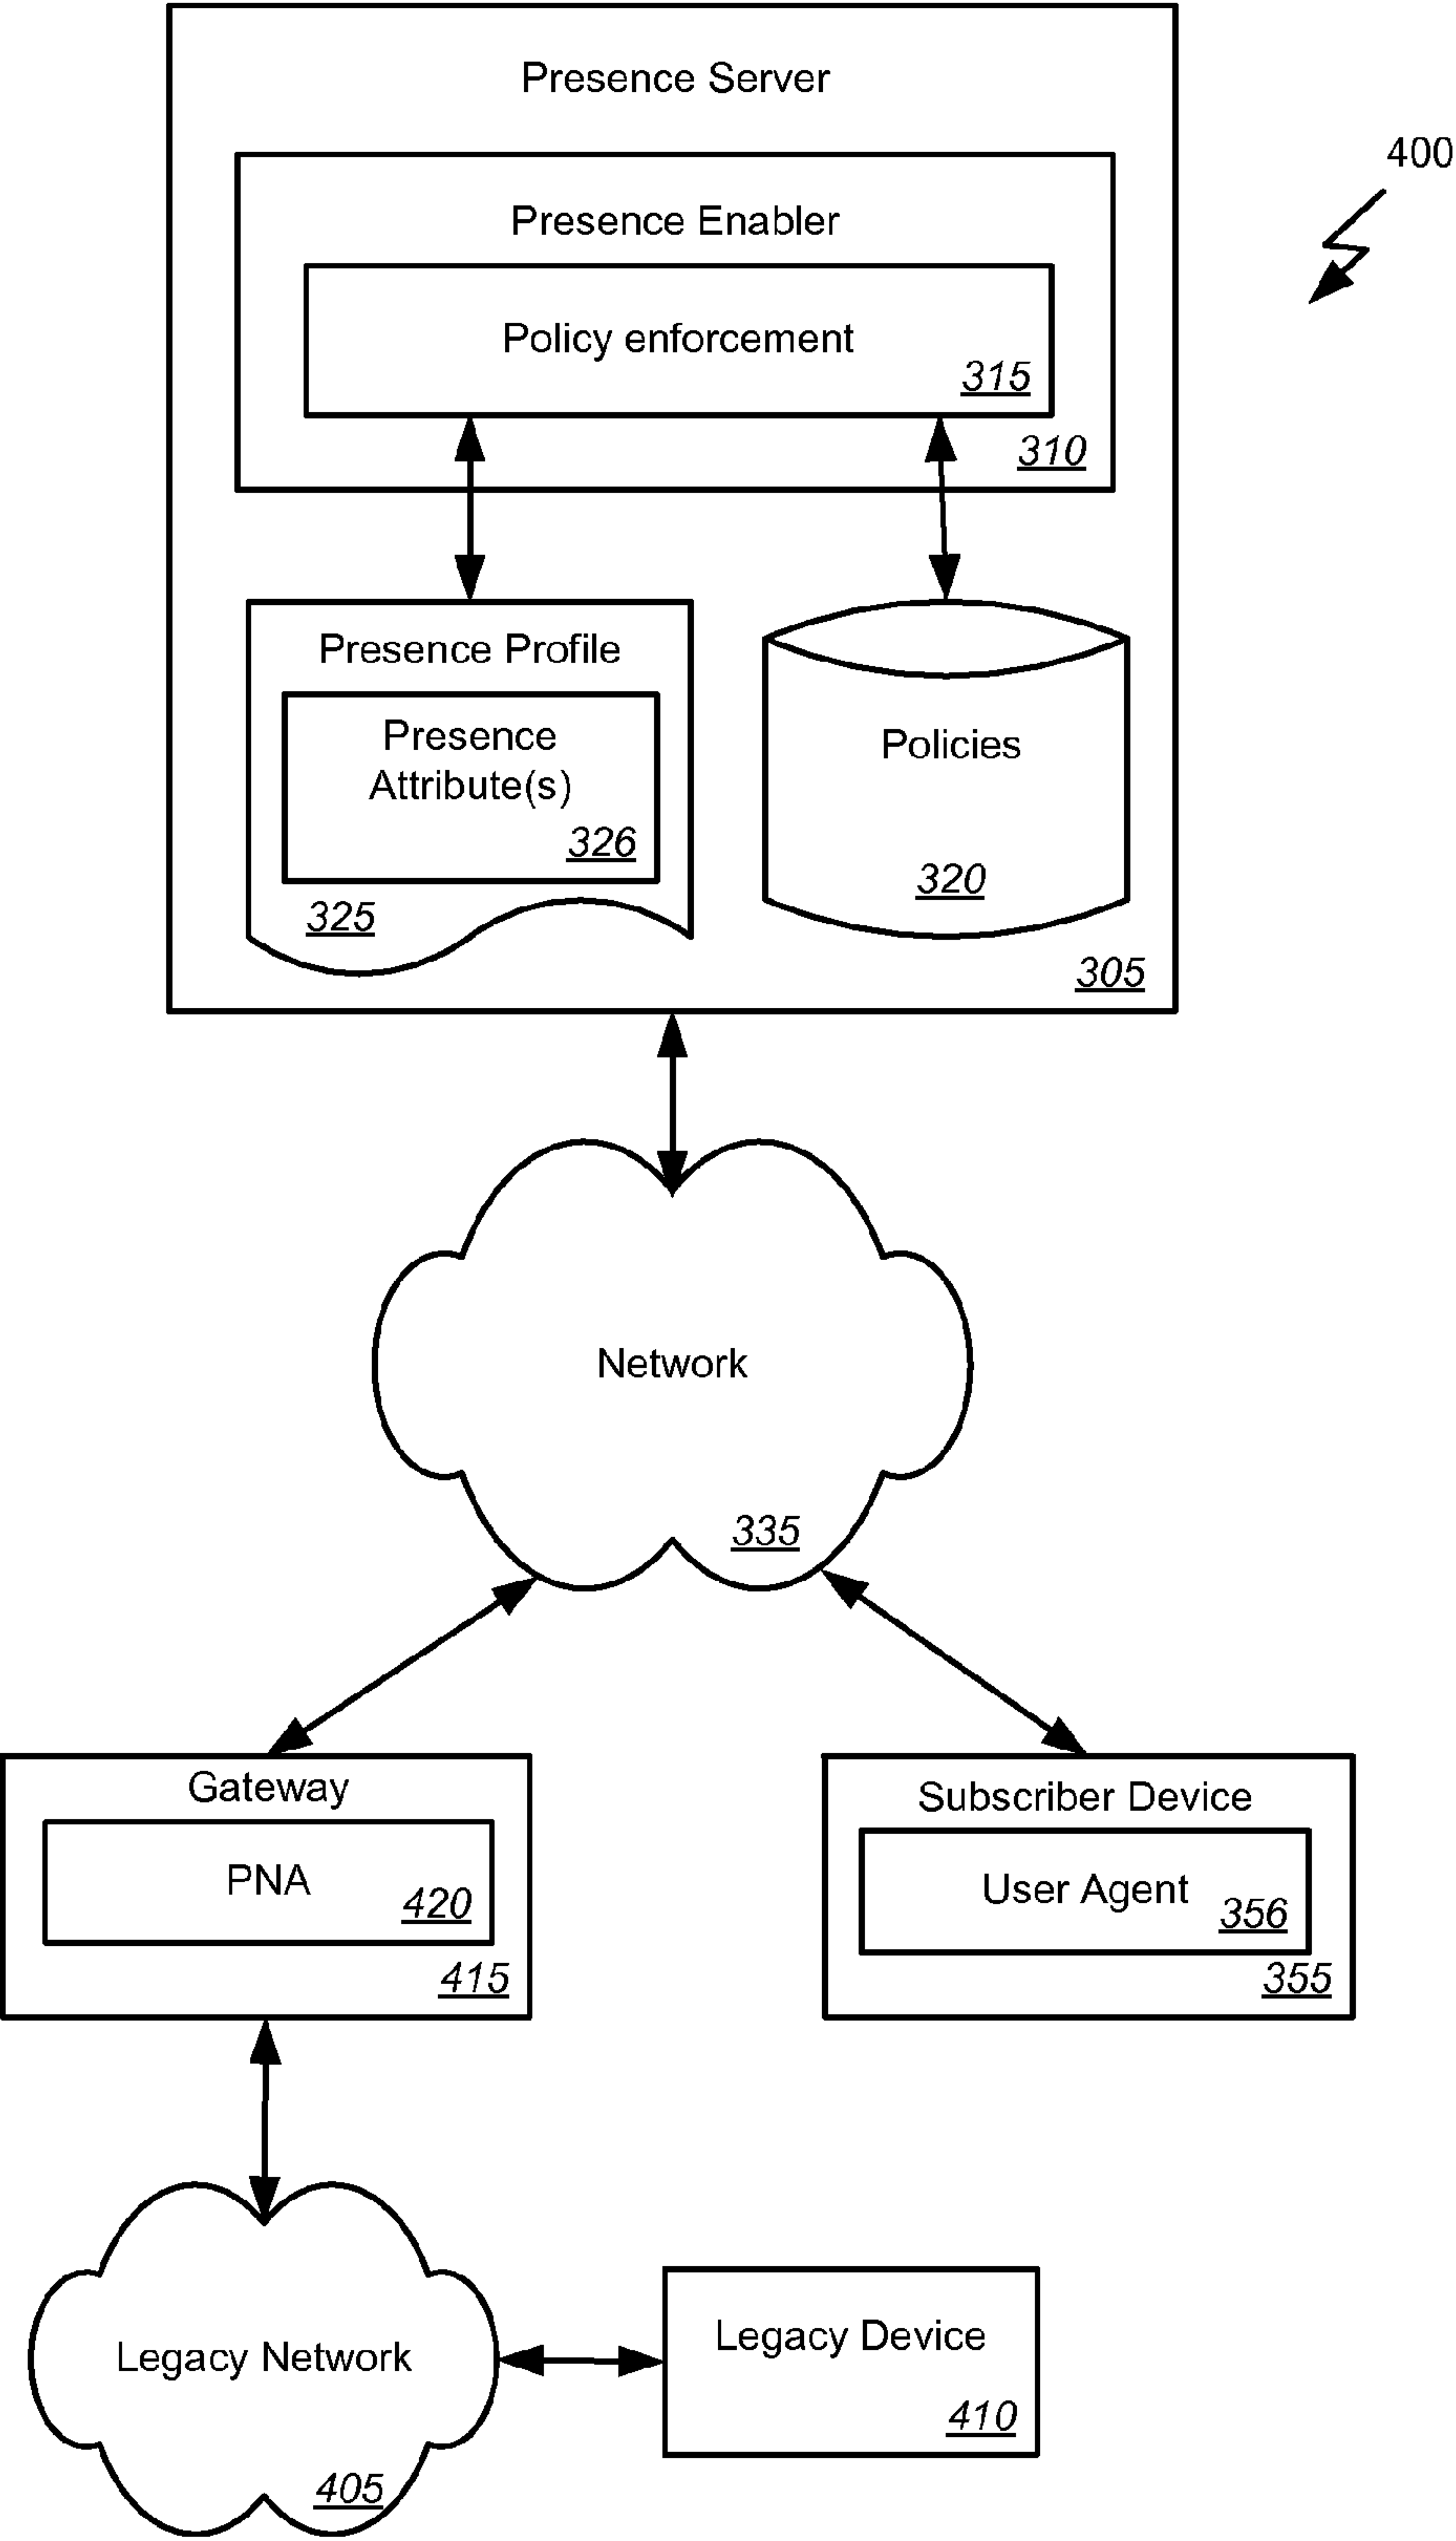 Presence Server
400
Presence Enabler
Policy enforcement
315
310
Presence Profile
Presence
Attribute(s)
326
325
Policies
320
305
Network
335
Gateway
PNA
420
415
Subscriber Device
User Agent
356
355
Legacy Network
405
Legacy Device
410